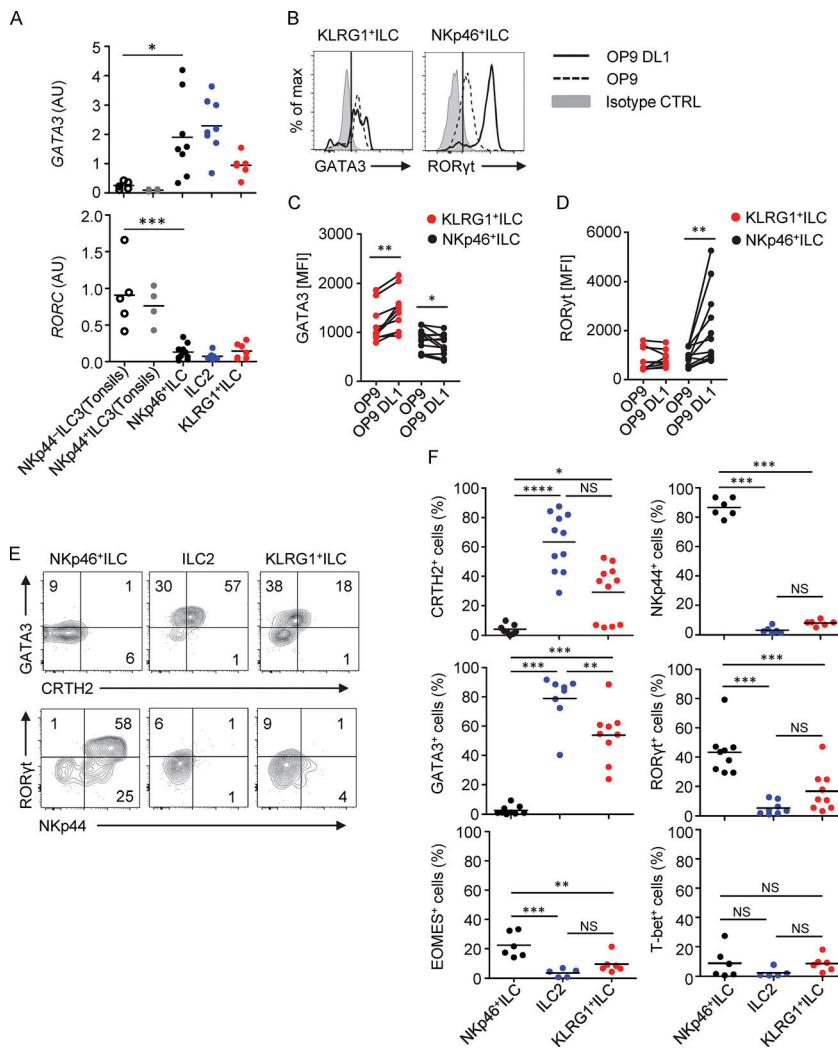 A
*
GATA3 (AU)
5
4
3
2
1
0
***
RORC (AU)
2.0
1.5
1.0
0.5
0.0
NKp44⁻ILC3(Tonsils)
NKp44⁺ILC3(Tonsils)
NKp46⁺ILC
ILC2
KLRG1⁺ILC
B
KLRG1⁺ILC
NKp46⁺ILC
% of max
GATA3
RORγt
OP9 DL1
OP9
Isotype CTRL
C
KLRG1⁺ILC
NKp46⁺ILC
GATA3 [MFI]
3000
2000
1000
0
**
*
OP9
OP9 DL1
OP9
OP9 DL1
D
KLRG1⁺ILC
NKp46⁺ILC
RORγt [MFI]
6000
4000
2000
0
**
OP9
OP9 DL1
OP9
OP9 DL1
E
NKp46⁺ILC
ILC2
KLRG1⁺ILC
GATA3
9 1
6
30 57
1
38 18
1
CRTH2
RORγt
1 58
25
6 1
1
9 1
4
NKp44
F
CRTH2⁺ cells (%)
100
80
60
40
20
0
*
**** NS
NKp44⁺ cells (%)
100
80
60
40
20
0
***
***
NS
GATA3⁺ cells (%)
100
80
60
40
20
0
***
*** **
RORγt⁺ cells (%)
100
80
60
40
20
0
***
***
NS
EOMES⁺ cells (%)
100
80
60
40
20
0
**
***
NS
NKp46⁺ILC
ILC2
KLRG1⁺ILC
T-bet⁺ cells (%)
100
80
60
40
20
0
NS
NS
NS
NKp46⁺ILC
ILC2
KLRG1⁺ILC